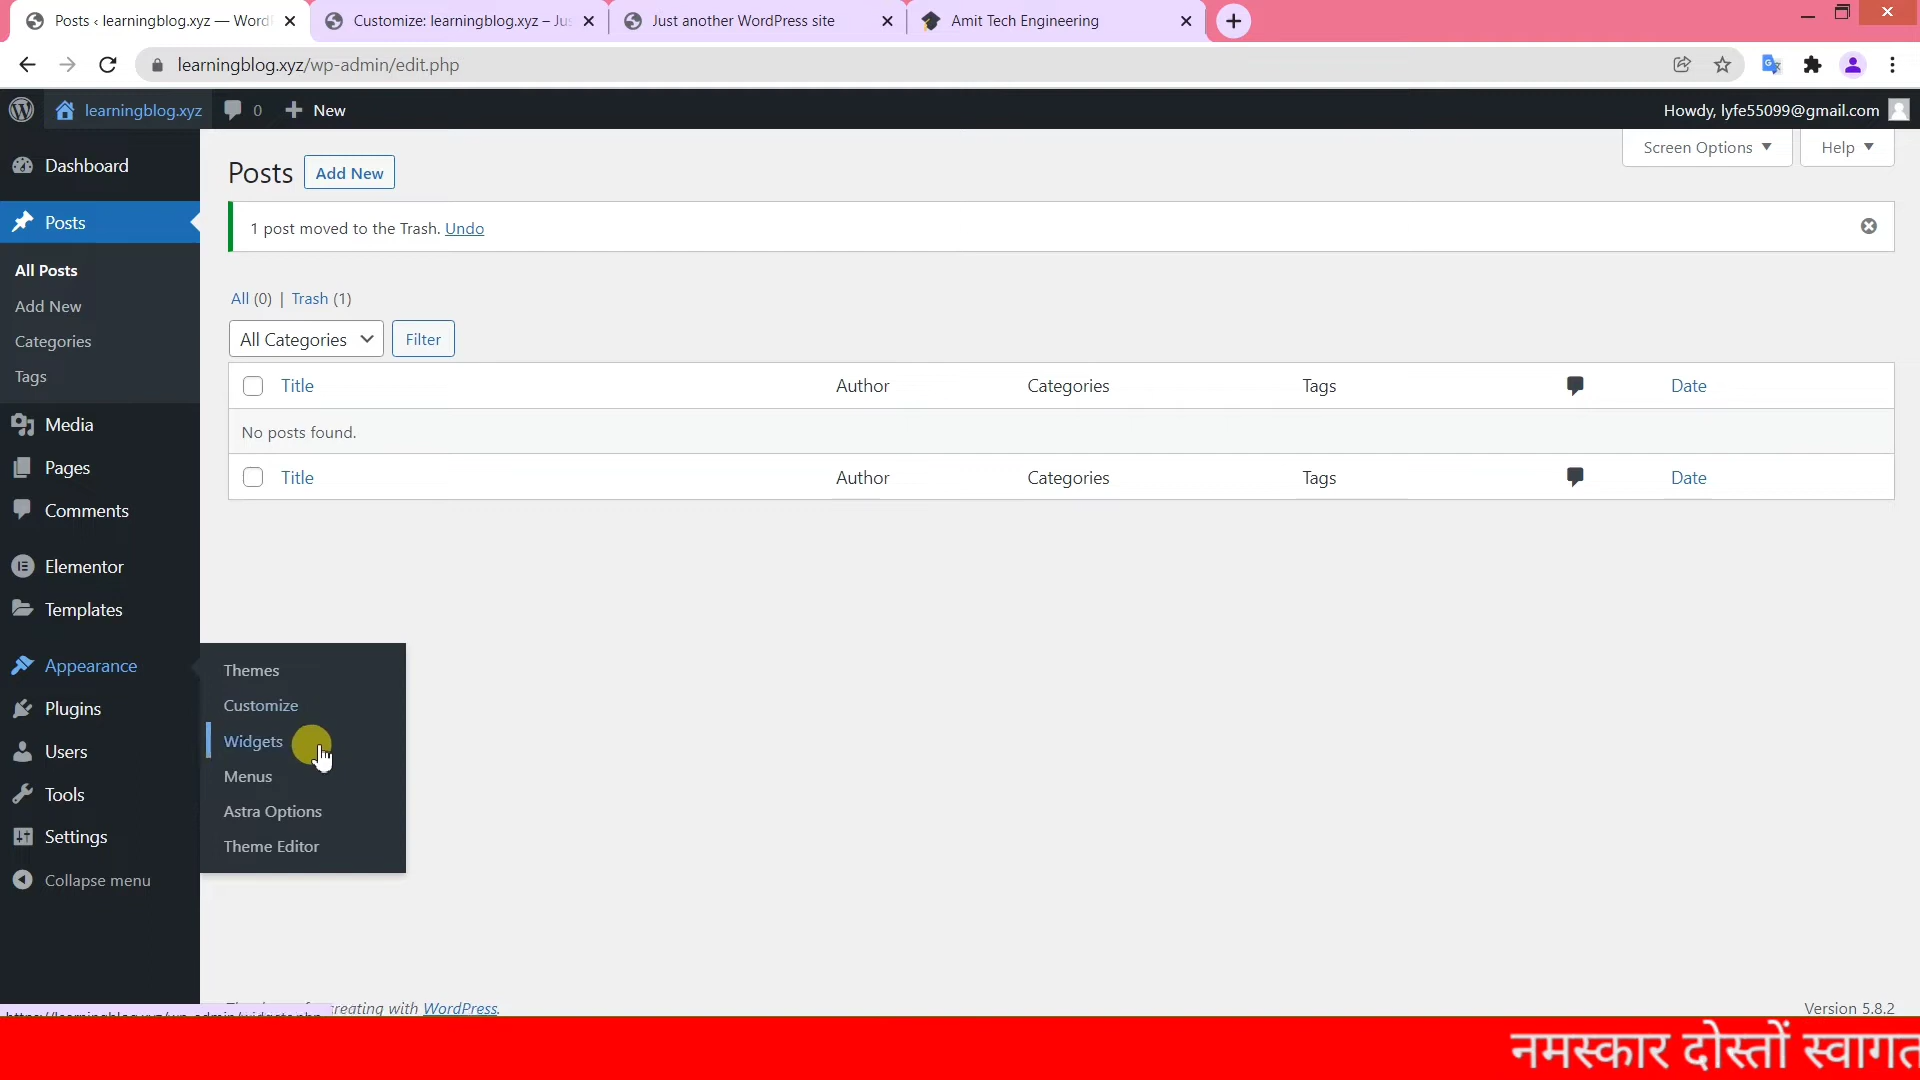 Posts ‹ learningblog.xyz — Word
Customize: learningblog.xyz – Jus
Just another WordPress site
Amit Tech Engineering
learningblog.xyz/wp-admin/edit.php
learningblog.xyz
0
New
Howdy, lyfe55099@gmail.com
Screen Options
Help
Dashboard
Posts
All Posts
Add New
Categories
Tags
Media
Pages
Comments
Elementor
Templates
Appearance
Plugins
Users
Tools
Settings
Collapse menu
Themes
Customize
Widgets
Menus
Astra Options
Theme Editor
Posts Add New
1 post moved to the Trash. Undo
All (0) | Trash (1)
All Categories Filter
Title Author Categories Tags Date
No posts found.
Title Author Categories Tags Date
creating with WordPress.
Version 5.8.2
नमस्कार दोस्तों स्वागत